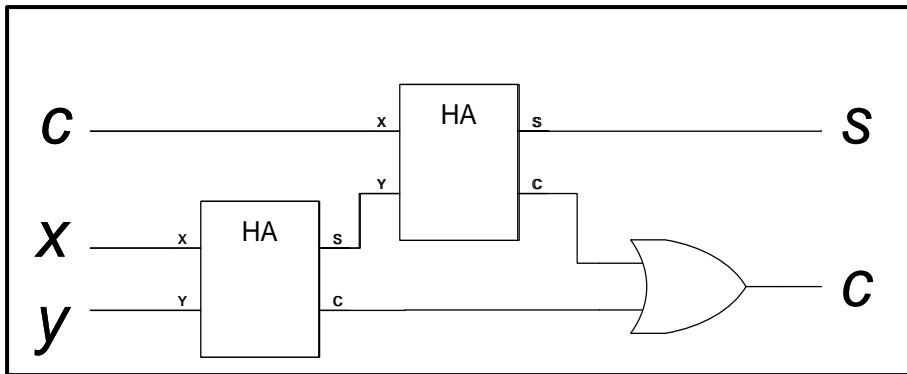 HA
c X S s
Y C
x X HA S
c
y Y C